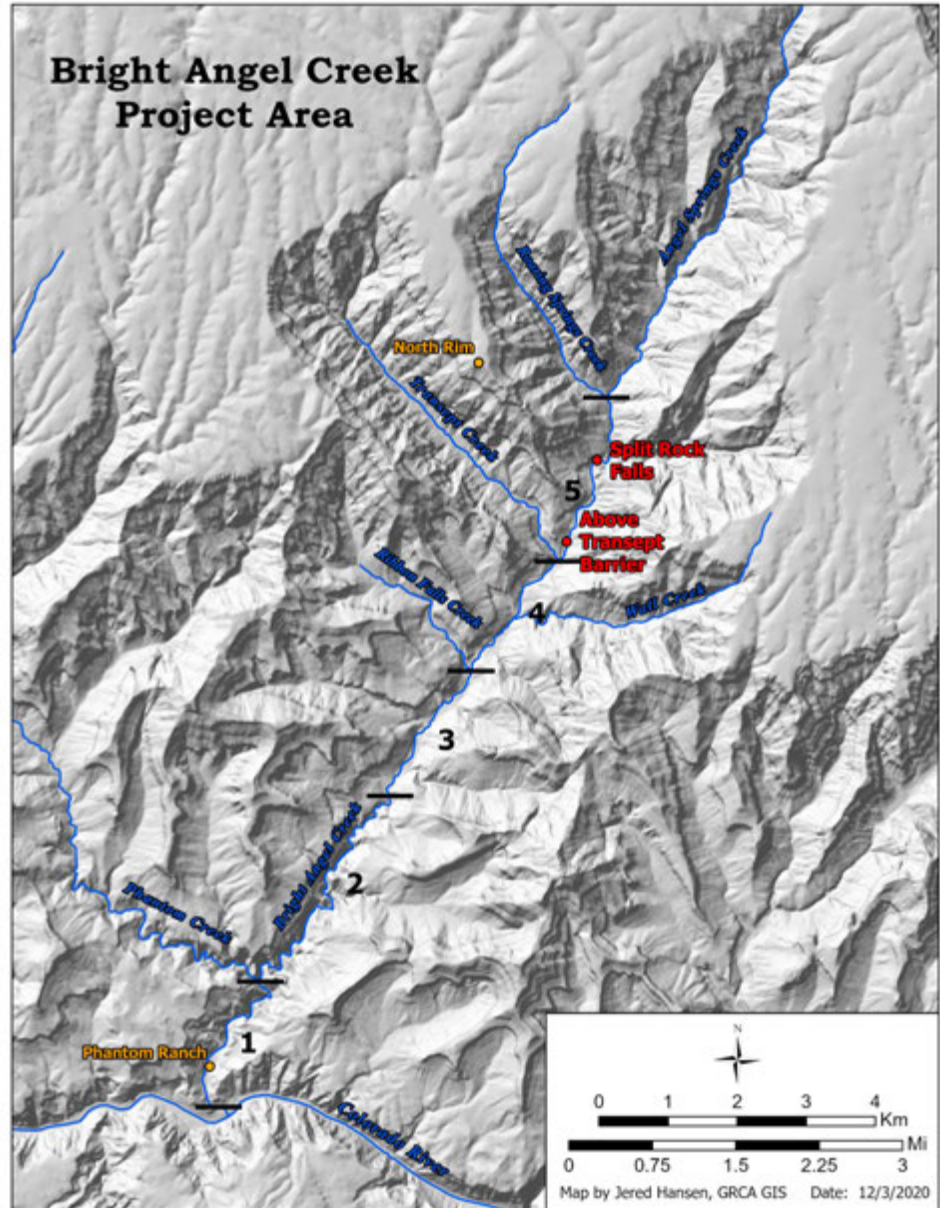 Bright Angel Creek
Project Area
Angel Springs Creek
Roaring Springs Creek
North Rim
Transept Creek
Split Rock
Falls
5
Above
Transept
Barrier
Ribbon Falls Creek
4
Wall Creek
3
Bright Angel Creek
2
Phantom Creek
1
Phantom Ranch
Colorado River
N
0 1 2 3 4
Km
Mi
0 0.75 1.5 2.25 3
Map by Jered Hansen, GRCA GIS Date: 12/3/2020